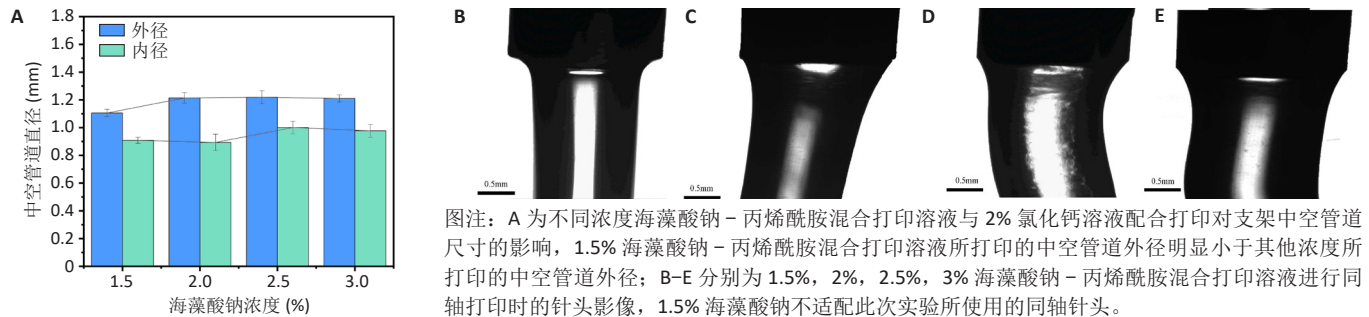 A
1.8
1.6
1.4
1.2
1.0
0.8
0.6
0.4
0.2
0
外径
内径
中空管道直径 (mm)
1.5
2.0
2.5
3.0
海藻酸钠浓度 (%)
B
C
D
E
0.5mm
0.5mm
0.5mm
0.5mm
图注：A 为不同浓度海藻酸钠－丙烯酰胺混合打印溶液与 2% 氯化钙溶液配合打印对支架中空管道
尺寸的影响，1.5% 海藻酸钠－丙烯酰胺混合打印溶液所打印的中空管道外径明显小于其他浓度所
打印的中空管道外径；B–E 分别为 1.5%，2%，2.5%，3% 海藻酸钠－丙烯酰胺混合打印溶液进行同
轴打印时的针头影像，1.5% 海藻酸钠不适配此次实验所使用的同轴针头。